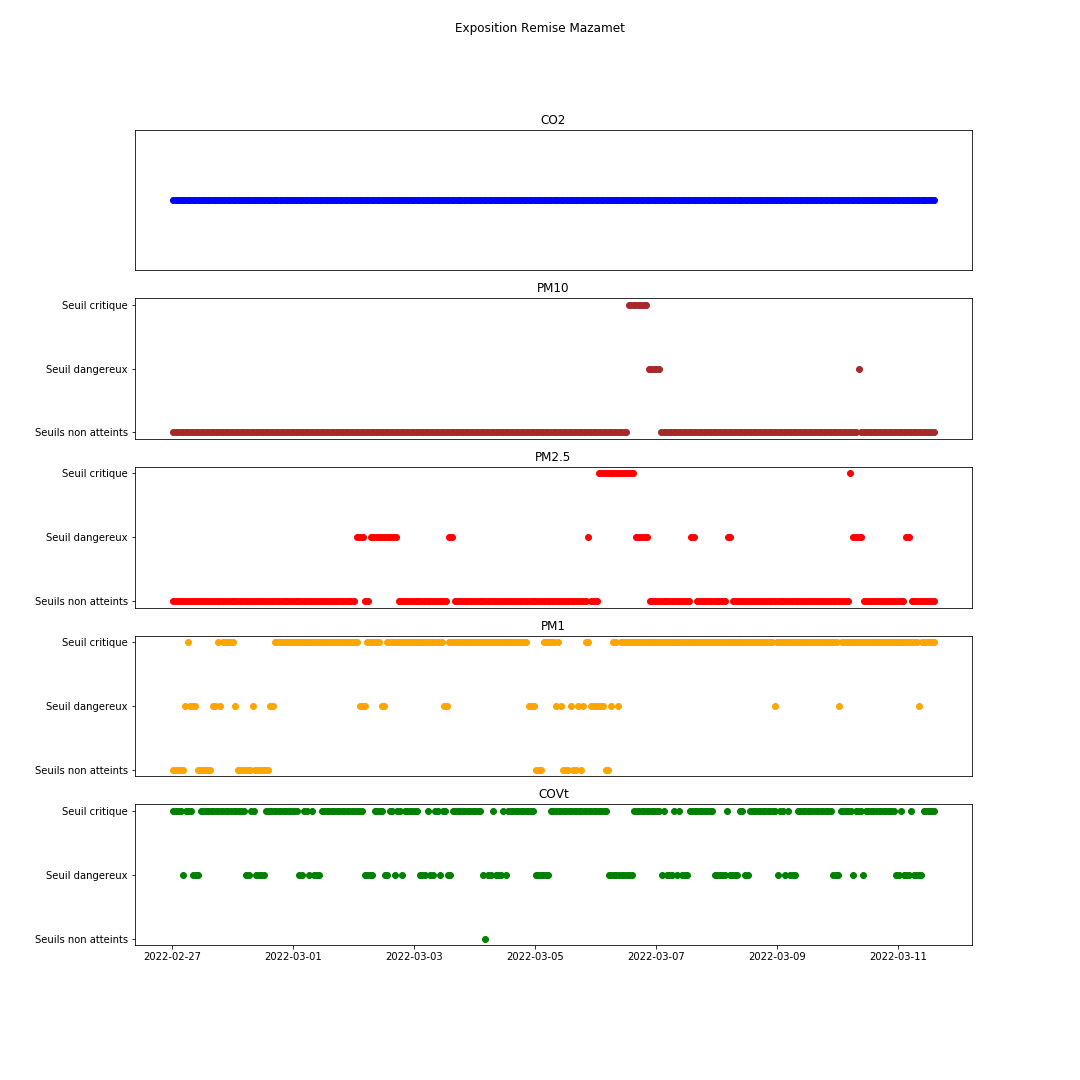 Exposition Remise Mazamet
CO2
PM10
Seuil critique
Seuil dangereux
Seuils non atteints
PM2.5
Seuil critique
Seuil dangereux
Seuils non atteints
PM1
Seuil critique
Seuil dangereux
Seuils non atteints
COVt
Seuil critique
Seuil dangereux
Seuils non atteints
2022-02-27 2022-03-01 2022-03-03 2022-03-05 2022-03-07 2022-03-09 2022-03-11